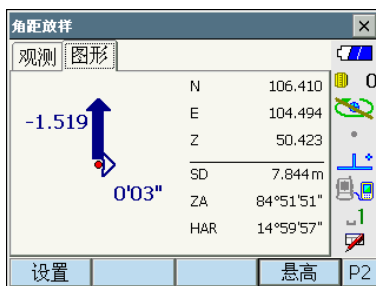 角距放样
观测 图形
N 106.410
E 104.494
Z 50.423
-1.519
SD 7.844 m
0'03"
ZA 84°51'51"
HAR 14°59'57"
0
1
设置 悬高 P2